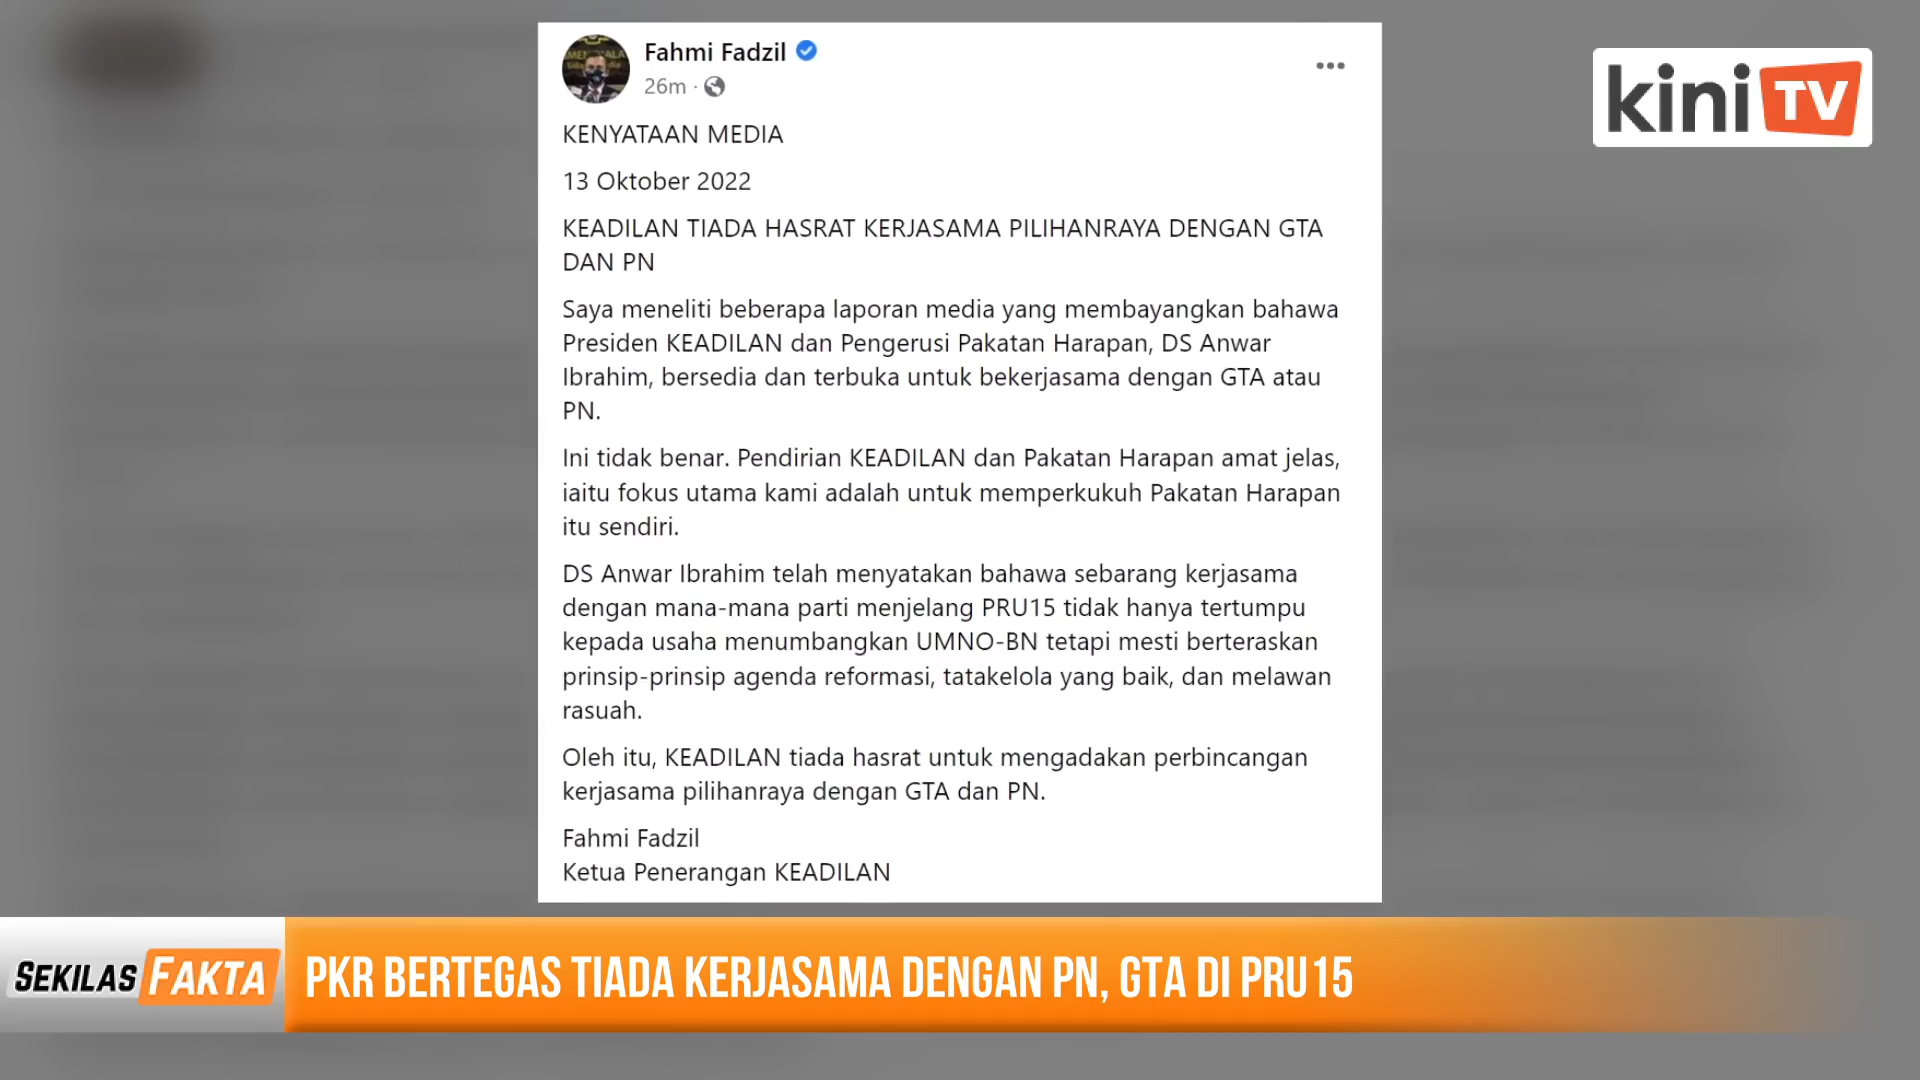 Fahmi Fadzil
26m ·
kini TV
KENYATAAN MEDIA
13 Oktober 2022
KEADILAN TIADA HASRAT KERJASAMA PILIHANRAYA DENGAN GTA
DAN PN
Saya meneliti beberapa laporan media yang membayangkan bahawa
Presiden KEADILAN dan Pengerusi Pakatan Harapan, DS Anwar
Ibrahim, bersedia dan terbuka untuk bekerjasama dengan GTA atau
PN.
Ini tidak benar. Pendirian KEADILAN dan Pakatan Harapan amat jelas,
iaitu fokus utama kami adalah untuk memperkukuh Pakatan Harapan
itu sendiri.
DS Anwar Ibrahim telah menyatakan bahawa sebarang kerjasama
dengan mana-mana parti menjelang PRU15 tidak hanya tertumpu
kepada usaha menumbangkan UMNO-BN tetapi mesti berteraskan
prinsip-prinsip agenda reformasi, tatakelola yang baik, dan melawan
rasuah.
Oleh itu, KEADILAN tiada hasrat untuk mengadakan perbincangan
kerjasama pilihanraya dengan GTA dan PN.
Fahmi Fadzil
Ketua Penerangan KEADILAN
SEKILAS FAKTA
PKR BERTEGAS TIADA KERJASAMA DENGAN PN, GTA DI PRU15